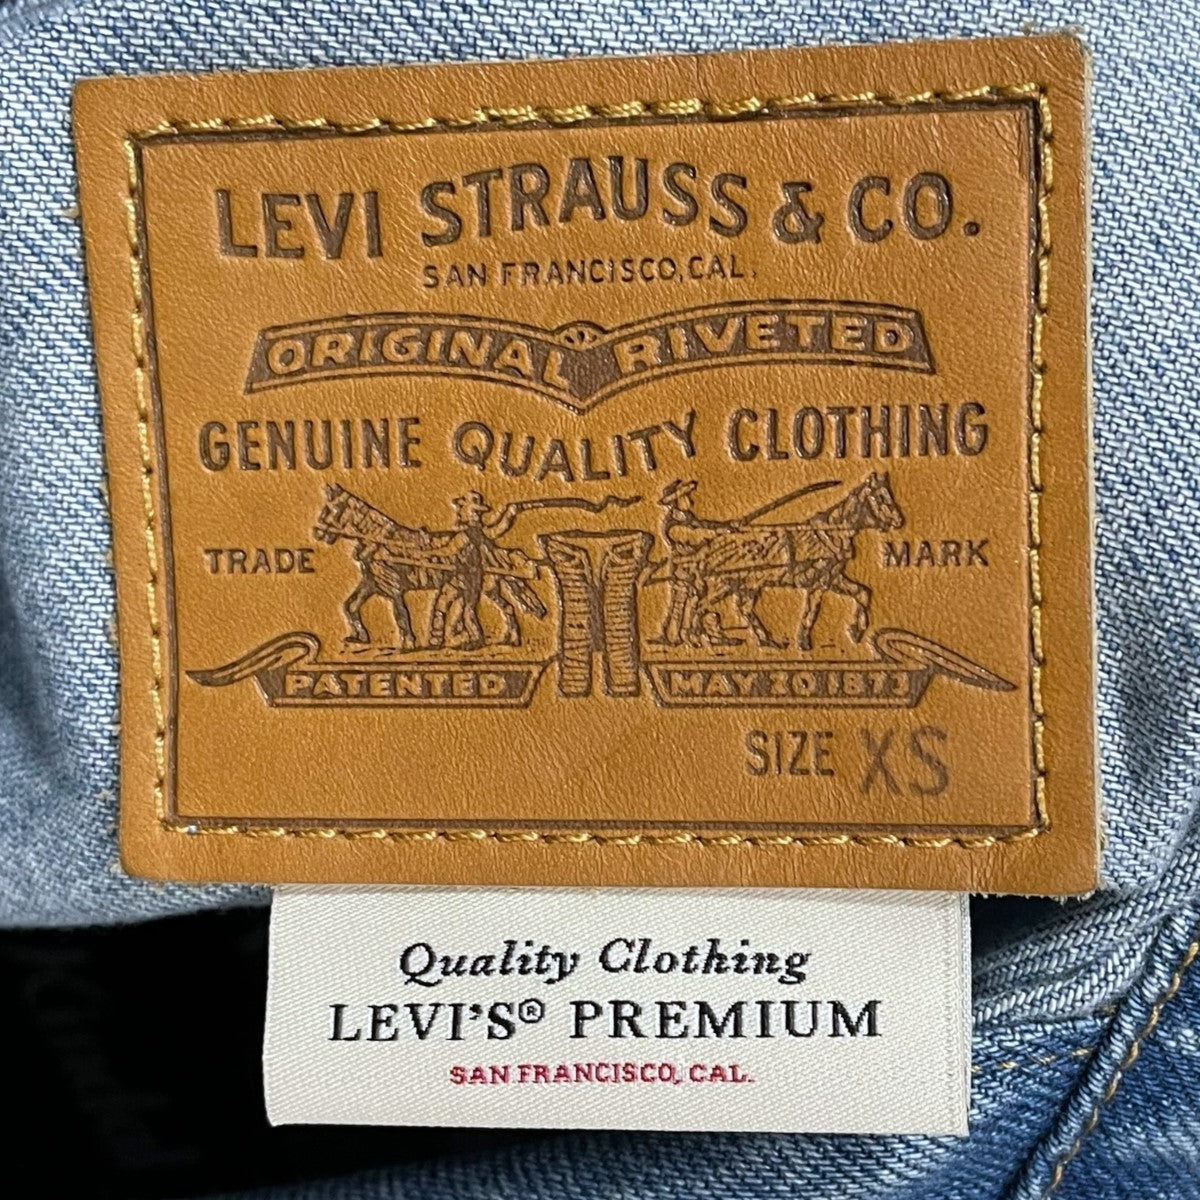 LEVI STRAUSS & CO.
SAN FRANCISCO, CAL.
ORIGINAL RIVETED
GENUINE QUALITY CLOTHING
TRADE MARK
PATENTED MAY 20 1873
SIZE XS
Quality Clothing
LEVI'S® PREMIUM
SAN FRANCISCO, CAL.